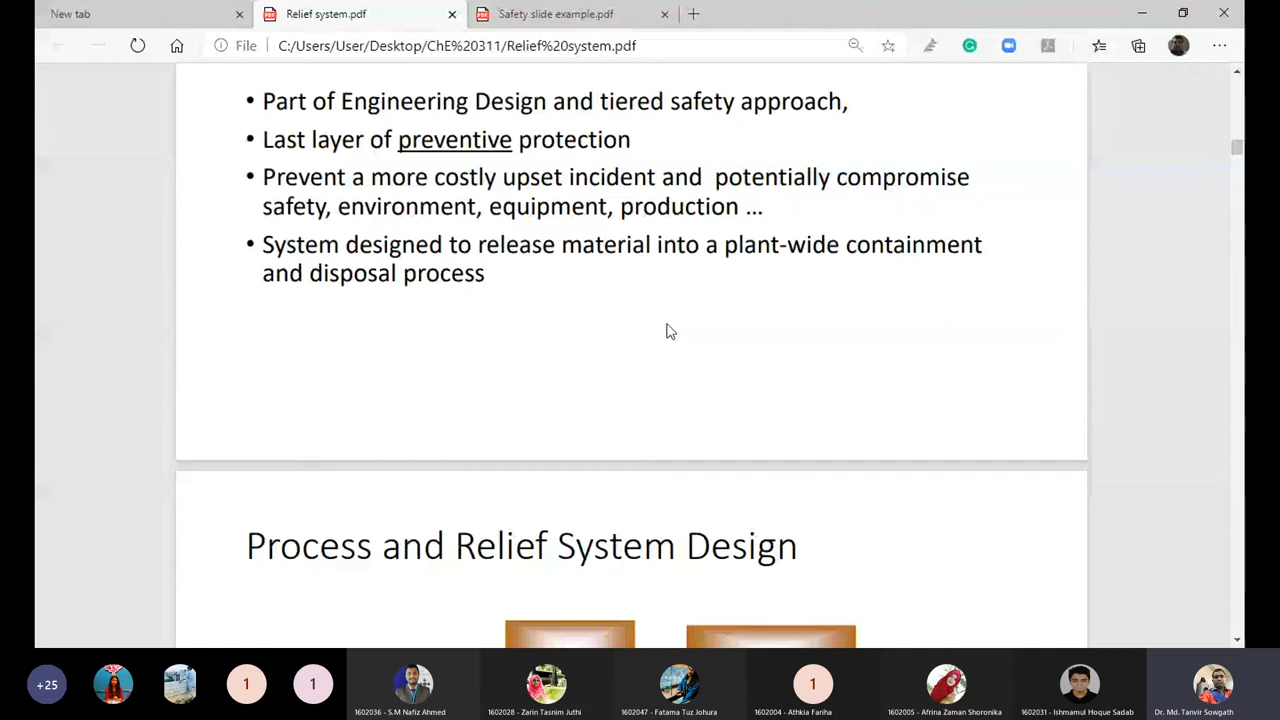 New tab
Relief system.pdf
Safety slide example.pdf
File
C:/Users/User/Desktop/ChE%20311/Relief%20system.pdf
• Part of Engineering Design and tiered safety approach,
• Last layer of preventive protection
• Prevent a more costly upset incident and potentially compromise
safety, environment, equipment, production ...
• System designed to release material into a plant-wide containment
and disposal process
Process and Relief System Design
+25
1
1
1602036 - S.M Nafiz Ahmed
1602028 - Zarin Tasnim Juthi
1602047 - Fatama Tuz Johura
1
1602004 - Athkia Fariha
1602005 - Afrina Zaman Shoronika
1602031 - Ishmamul Hoque Sadab
Dr. Md. Tanvir Sowgath